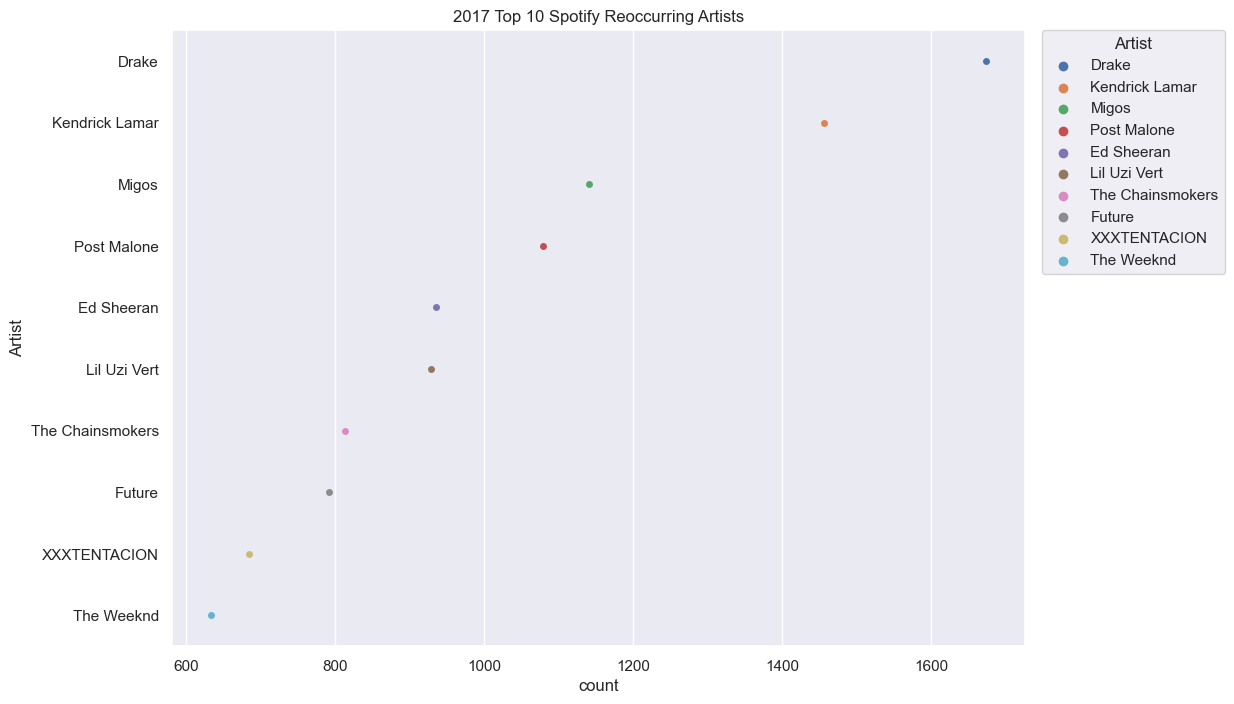 2017 Top 10 Spotify Reoccurring Artists
Artist
Drake
Kendrick Lamar
Migos
Post Malone
Ed Sheeran
Lil Uzi Vert
The Chainsmokers
Future
XXXTENTACION
The Weeknd
600 800 1000 1200 1400 1600
count
Artist
Drake
Kendrick Lamar
Migos
Post Malone
Ed Sheeran
Lil Uzi Vert
The Chainsmokers
Future
XXXTENTACION
The Weeknd